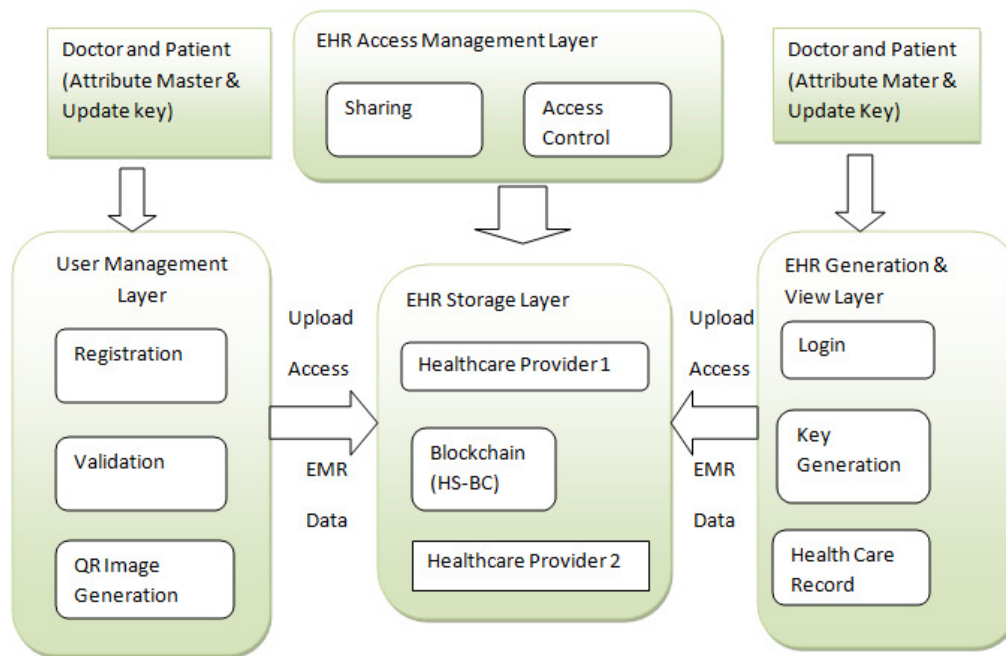 Doctor and Patient
(Attribute Master &
Update key)
EHR Access Management Layer
Sharing
Access
Control
Doctor and Patient
(Attribute Mater &
Update Key)
User Management
Layer
Registration
Validation
QR Image
Generation
Upload
Access
EMR
Data
EHR Storage Layer
Healthcare Provider 1
Blockchain
(HS-BC)
Healthcare Provider 2
Upload
Access
EMR
Data
EHR Generation &
View Layer
Login
Key
Generation
Health Care
Record